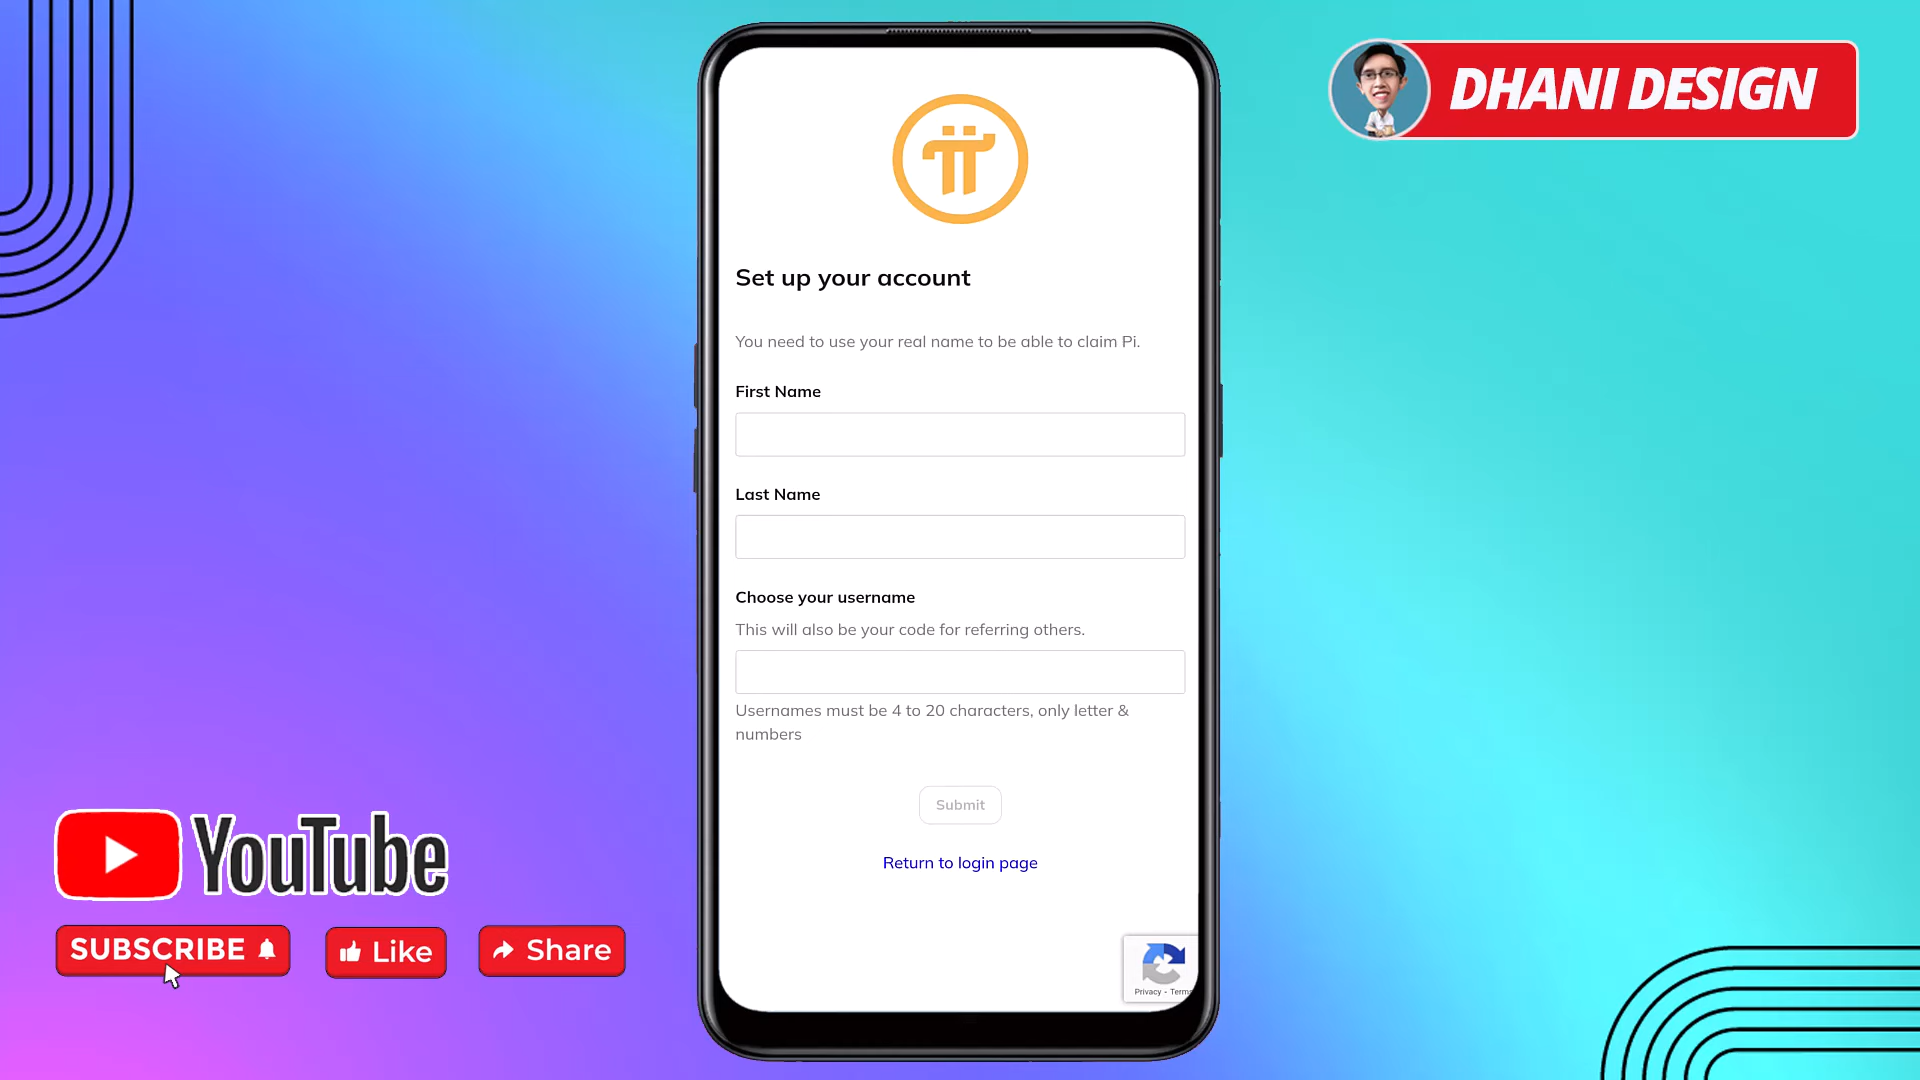 DHANI DESIGN
Set up your account
You need to use your real name to be able to claim Pi.
First Name
Last Name
Choose your username
This will also be your code for referring others.
Usernames must be 4 to 20 characters, only letter &
numbers
Submit
Return to login page
YouTube
SUBSCRIBE
Like
Share
Privacy - Terms